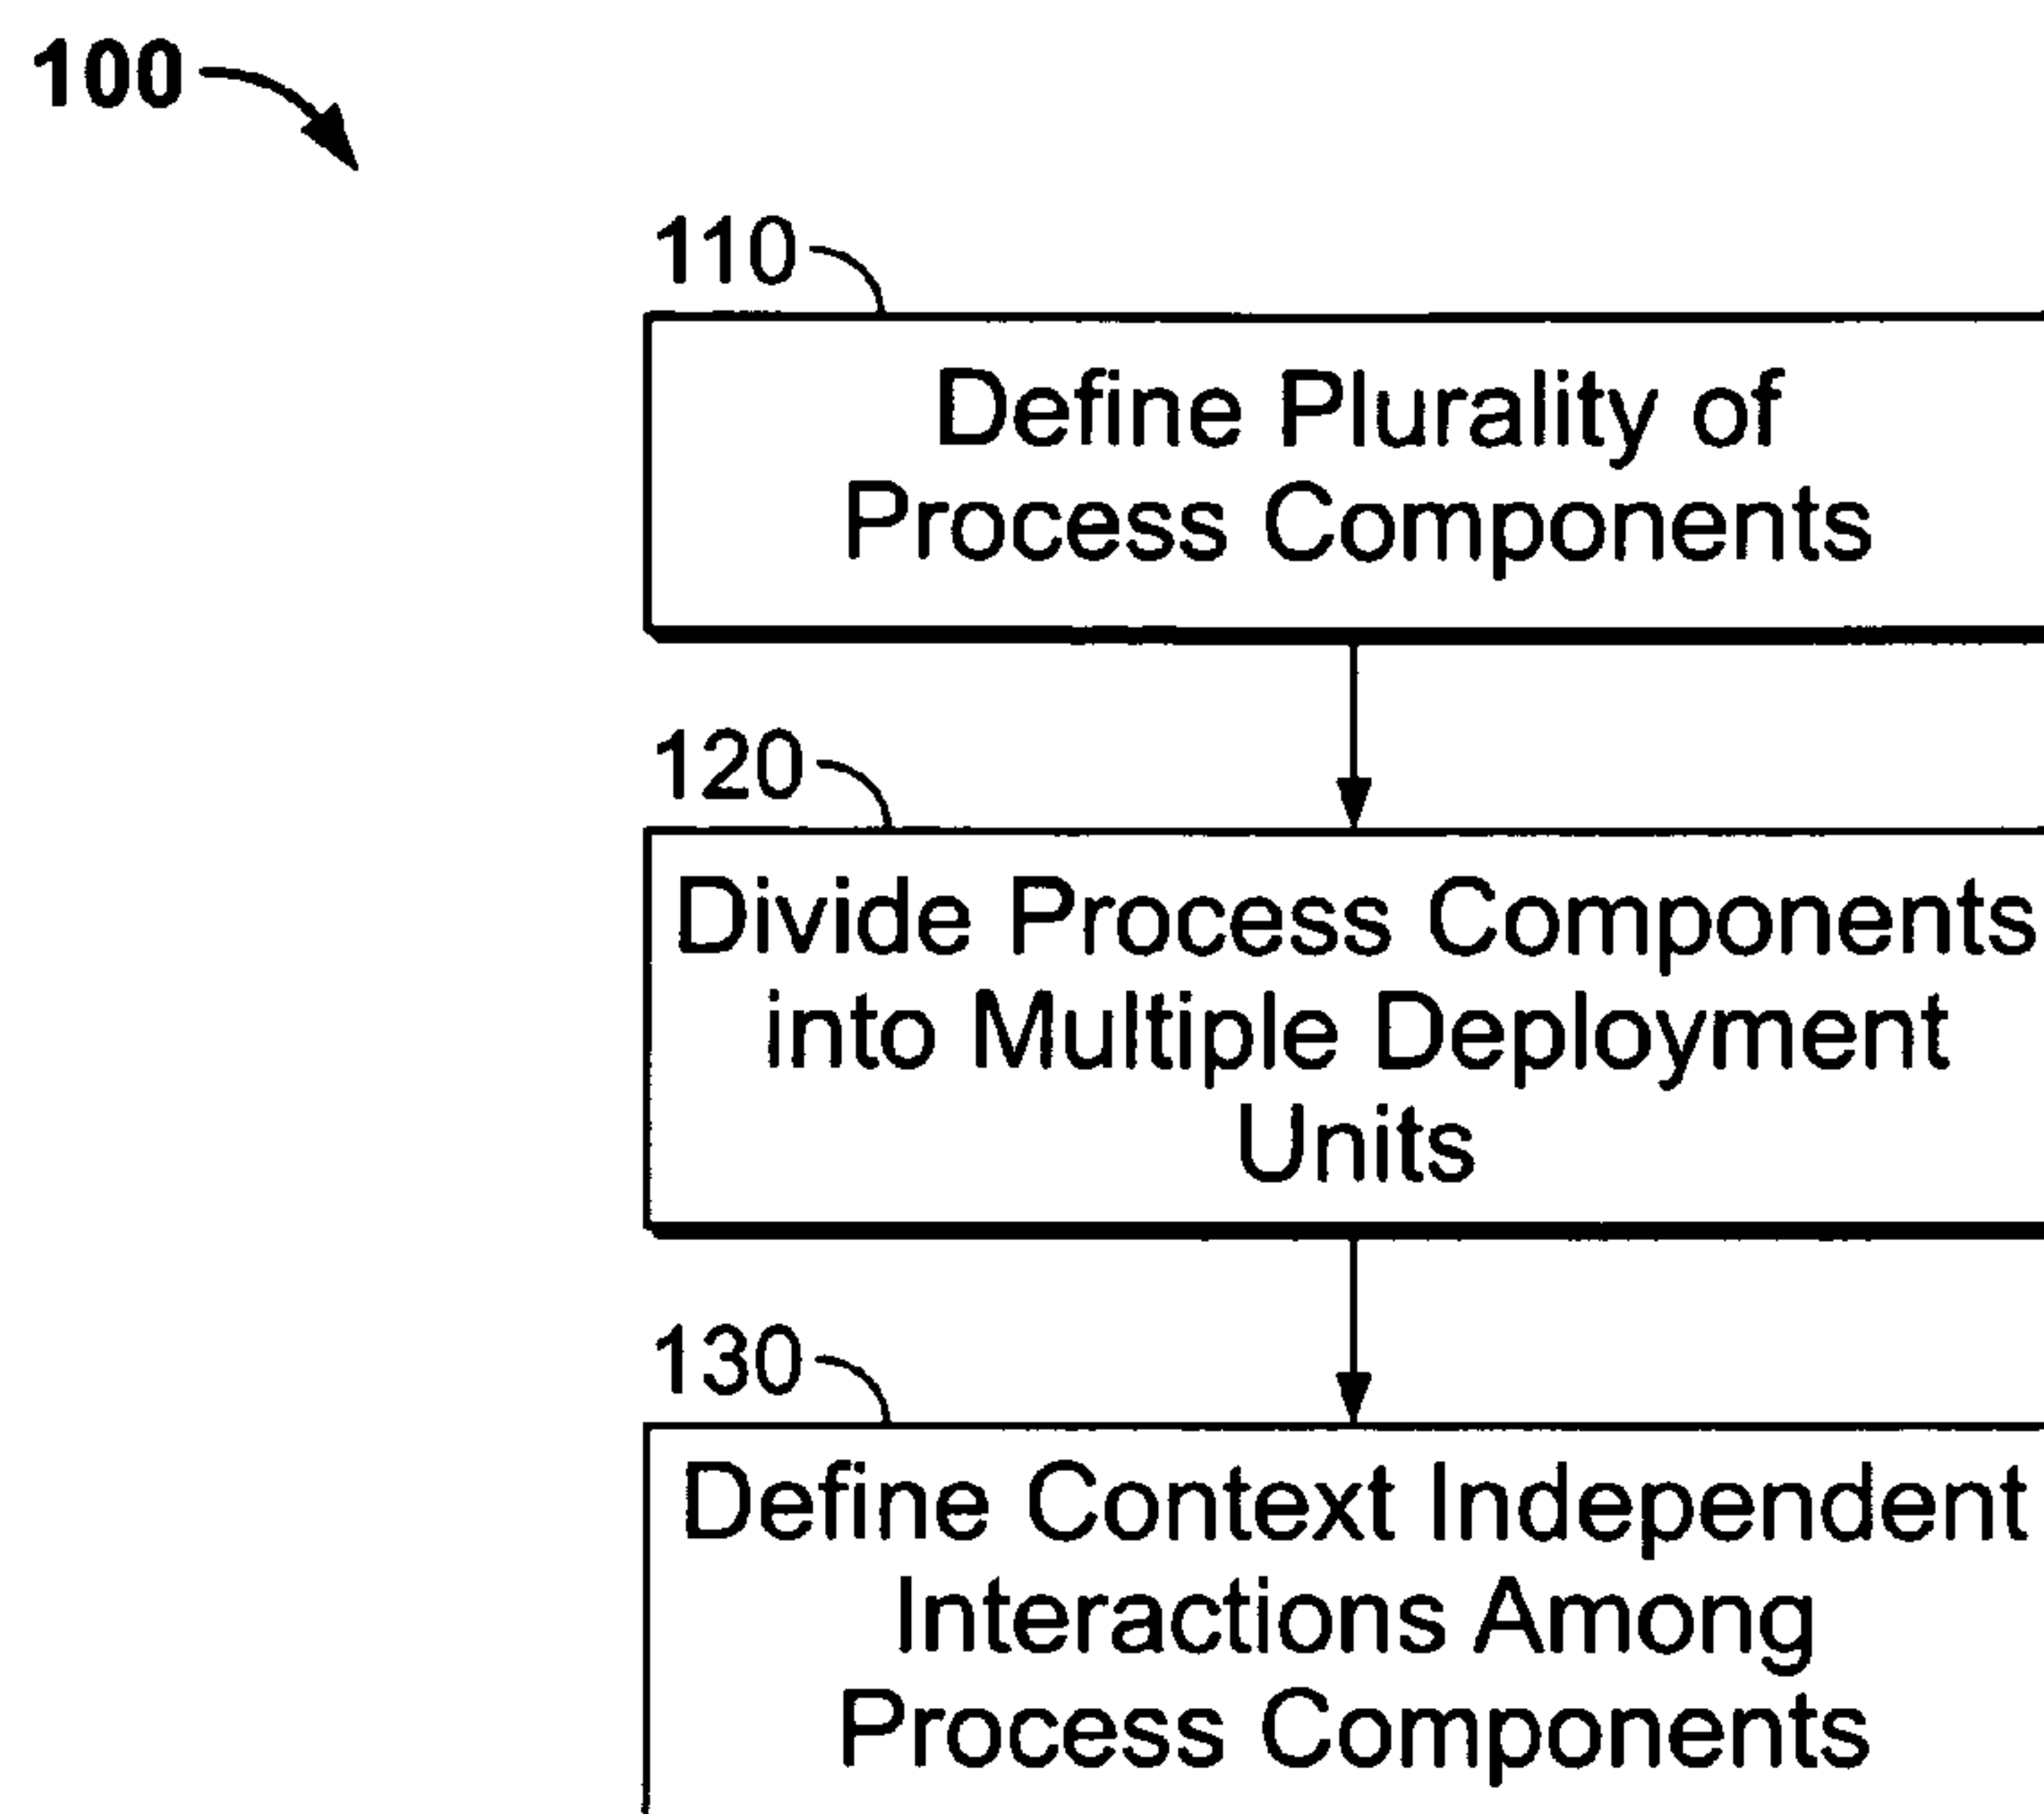 100
110
Define Plurality of
Process Components
120
Divide Process Components
into Multiple Deployment
Units
130
Define Context Independent
Interactions Among
Process Components